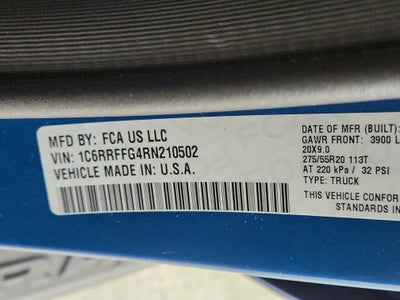 MFD BY: FCA US LLC
VIN: 1C6RRFFG4RN210502
VEHICLE MADE IN: U.S.A.
DATE OF MFR (BUILT):
GAWR FRONT: 3900 L
20X9.0
275/55R20 113T
AT 220 kPa / 32 PSI
TYPE: TRUCK
THIS VEHICLE CONFOR
STANDARDS IN